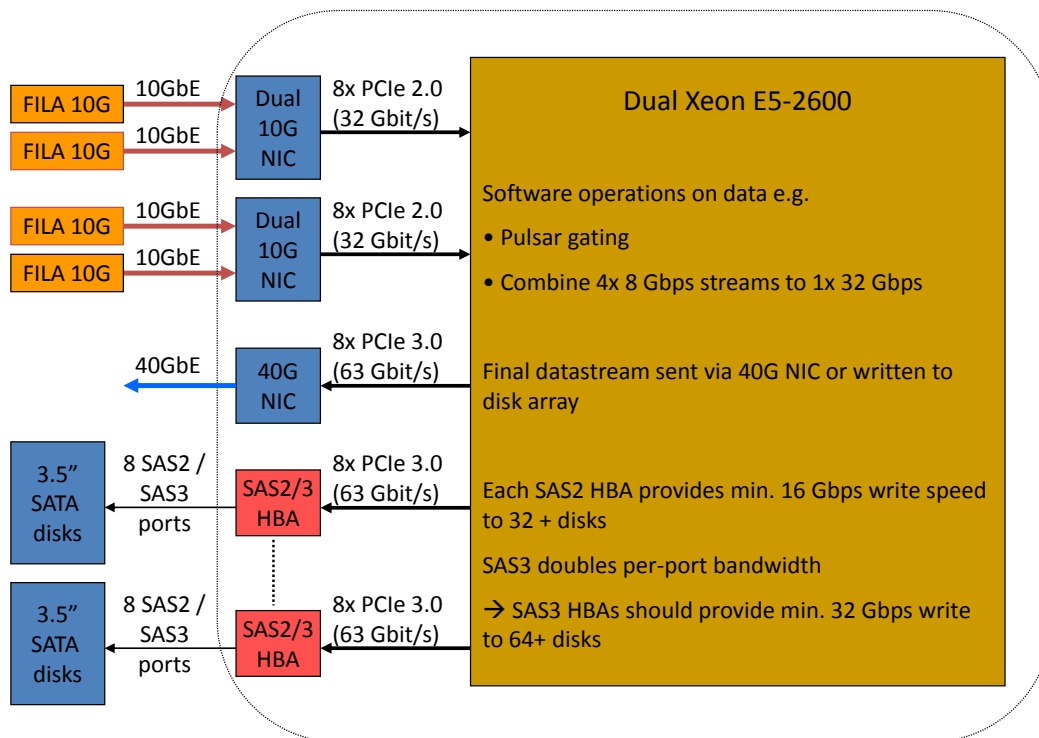 10GbE
FILA 10G
10GbE
FILA 10G
Dual
10G
NIC
8x PCIe 2.0
(32 Gbit/s)
10GbE
FILA 10G
10GbE
FILA 10G
Dual
10G
NIC
8x PCIe 2.0
(32 Gbit/s)
40GbE
40G
NIC
8x PCIe 3.0
(63 Gbit/s)
3.5”
SATA
disks
8 SAS2 /
SAS3
ports
SAS2/3
HBA
8x PCIe 3.0
(63 Gbit/s)
3.5”
SATA
disks
8 SAS2 /
SAS3
ports
SAS2/3
HBA
8x PCIe 3.0
(63 Gbit/s)
Dual Xeon E5-2600
Software operations on data e.g.
• Pulsar gating
• Combine 4x 8 Gbps streams to 1x 32 Gbps
Final datastream sent via 40G NIC or written to
disk array
Each SAS2 HBA provides min. 16 Gbps write speed
to 32 + disks
SAS3 doubles per-port bandwidth
→ SAS3 HBAs should provide min. 32 Gbps write
to 64+ disks